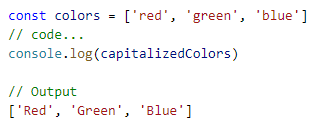 const colors = ['red', 'green', 'blue']
// code...
console.log(capitalizedColors)
// Output
['Red', 'Green', 'Blue']